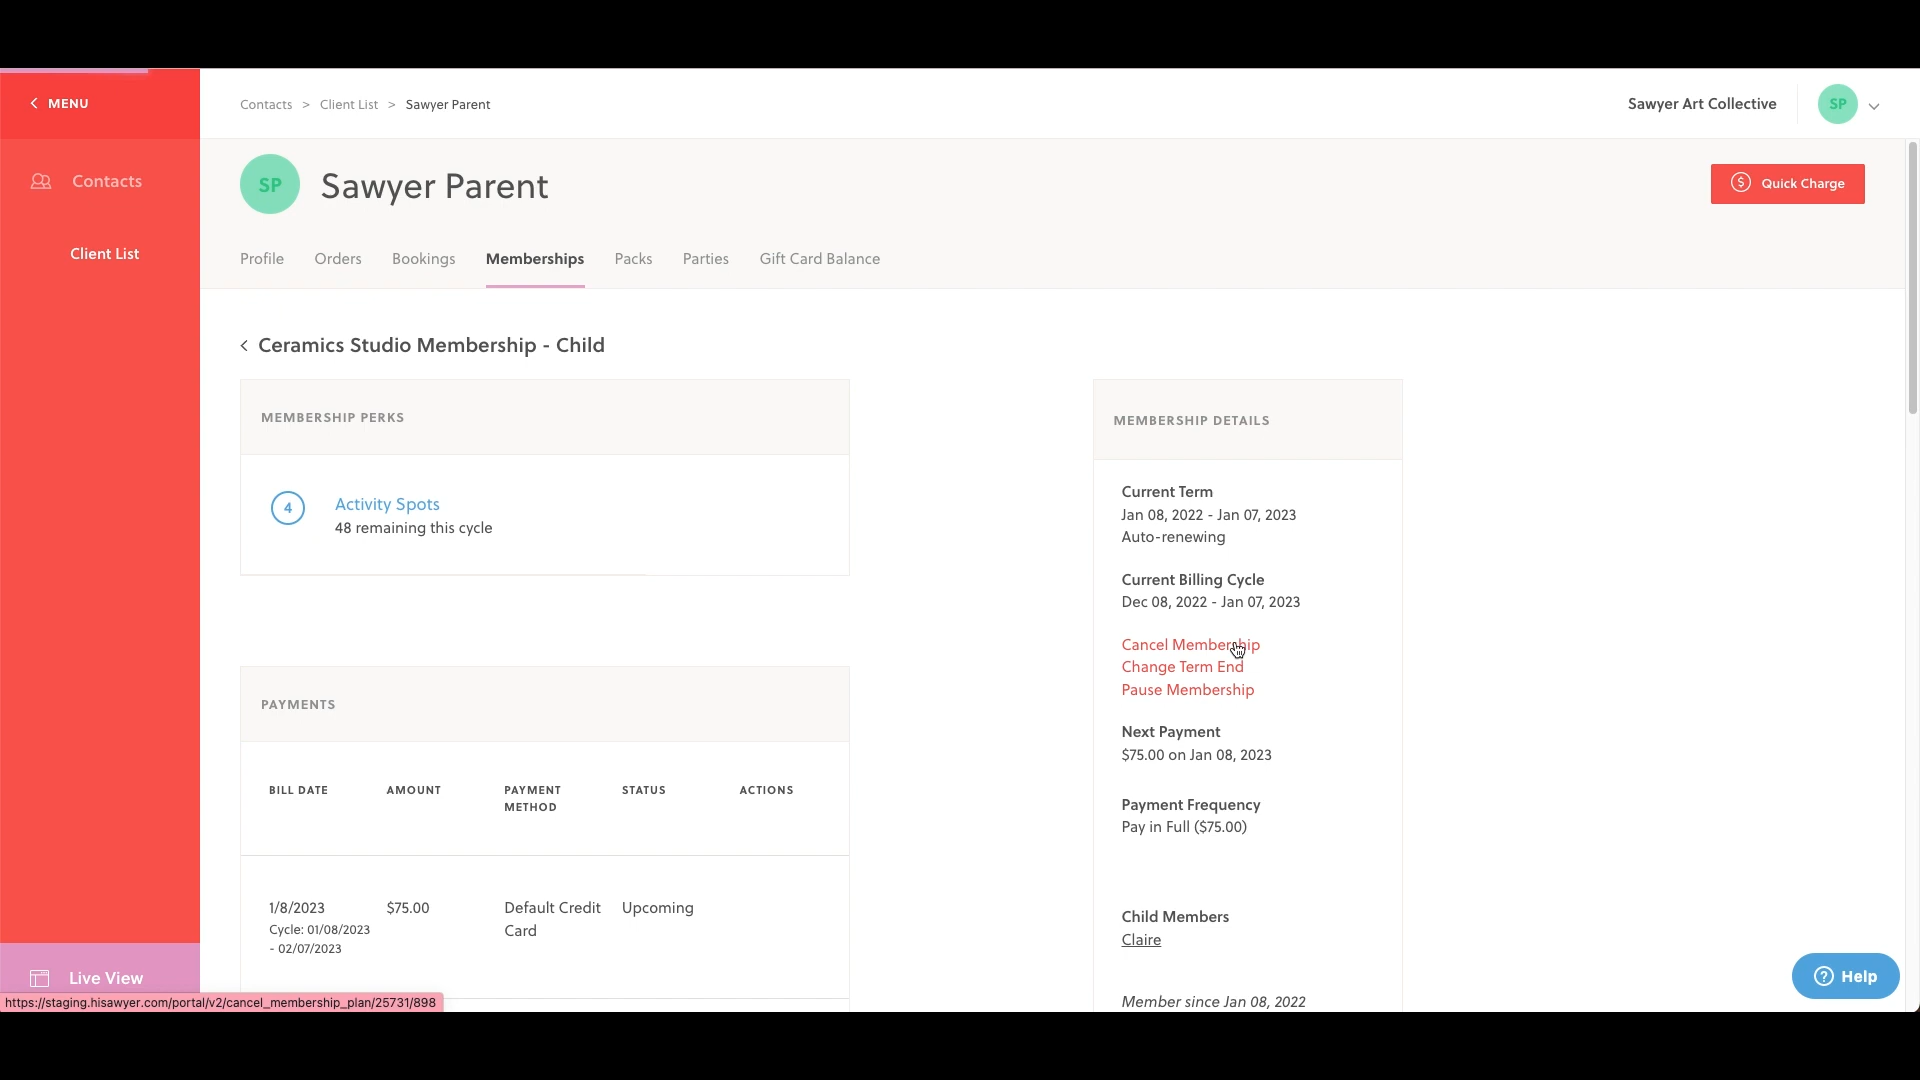 MENU
Contacts > Client List > Sawyer Parent
Sawyer Art Collective
SP
Contacts
Client List
SP
Sawyer Parent
Quick Charge
Profile
Orders
Bookings
Memberships
Packs
Parties
Gift Card Balance
< Ceramics Studio Membership - Child
MEMBERSHIP PERKS
4
Activity Spots
48 remaining this cycle
PAYMENTS
BILL DATE
AMOUNT
PAYMENT
METHOD
STATUS
ACTIONS
1/8/2023
Cycle: 01/08/2023
- 02/07/2023
$75.00
Default Credit
Card
Upcoming
MEMBERSHIP DETAILS
Current Term
Jan 08, 2022 - Jan 07, 2023
Auto-renewing
Current Billing Cycle
Dec 08, 2022 - Jan 07, 2023
Cancel Membership
Change Term End
Pause Membership
Next Payment
$75.00 on Jan 08, 2023
Payment Frequency
Pay in Full ($75.00)
Child Members
Claire
Member since Jan 08, 2022
Live View
https://staging.hisawyer.com/portal/v2/cancel_membership_plan/25731/898
? Help